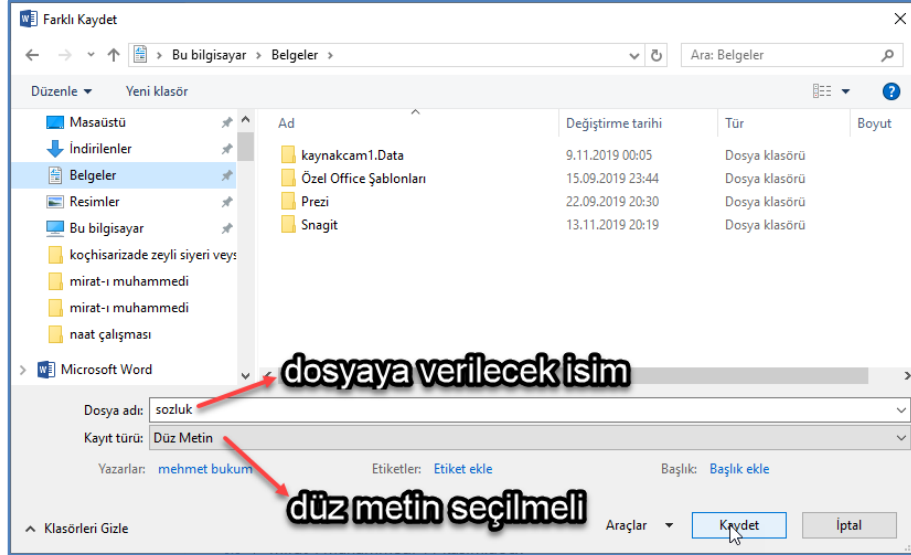 Farklı Kaydet
Bu bilgisayar > Belgeler >
Ara: Belgeler
Düzenle
Yeni klasör
Ad Değiştirme tarihi Tür Boyut
Masaüstü
İndirilenler
Belgeler
Resimler
Bu bilgisayar
koçhisarizade zeyli siyeri veys
mirat-ı muhammedi
mirat-ı muhammedi
naat çalışması
Microsoft Word
kaynakcam1.Data 9.11.2019 00:05 Dosya klasörü
Özel Office Şablonları 15.09.2019 23:44 Dosya klasörü
Prezi 22.09.2019 20:30 Dosya klasörü
Snagit 13.11.2019 20:19 Dosya klasörü
dosyaya verilecek isim
Dosya adı: sozluk
Kayıt türü: Düz Metin
Yazarlar: mehmet bukum Etiketler: Etiket ekle Başlık: Başlık ekle
düz metin seçilmeli
Klasörleri Gizle
Araçlar Kaydet İptal